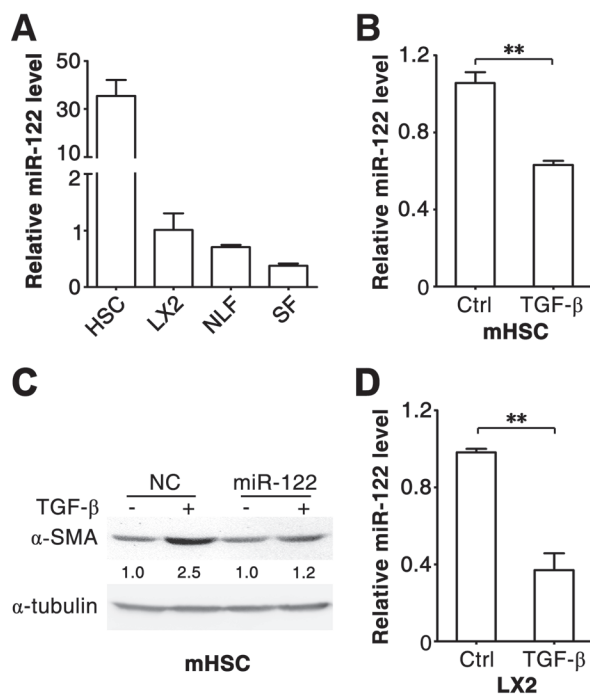 A
Relative miR-122 level
50
30
10
2
1
0
HSC
LX2
NLF
SF
B
Relative miR-122 level
1.2
0.8
0.4
0
**
Ctrl
TGF-β
mHSC
C
NC
miR-122
TGF-β - + - +
α-SMA
1.0 2.5 1.0 1.2
α-tubulin
mHSC
D
Relative miR-122 level
1.2
0.8
0.4
0
**
Ctrl
TGF-β
LX2